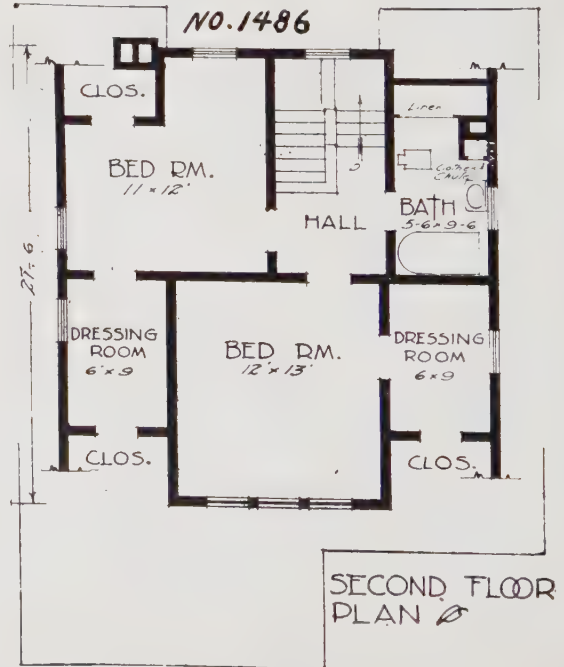 NO. 1486
CLOS.
Linen
BED RM.
11 × 12'
Clothes
Chute
HALL
BATH
5-6 × 9-6
27-6
DRESSING
ROOM
6' × 9
BED RM.
12' × 13'
DRESSING
ROOM
6 × 9
CLOS.
CLOS.
SECOND FLOOR
PLAN